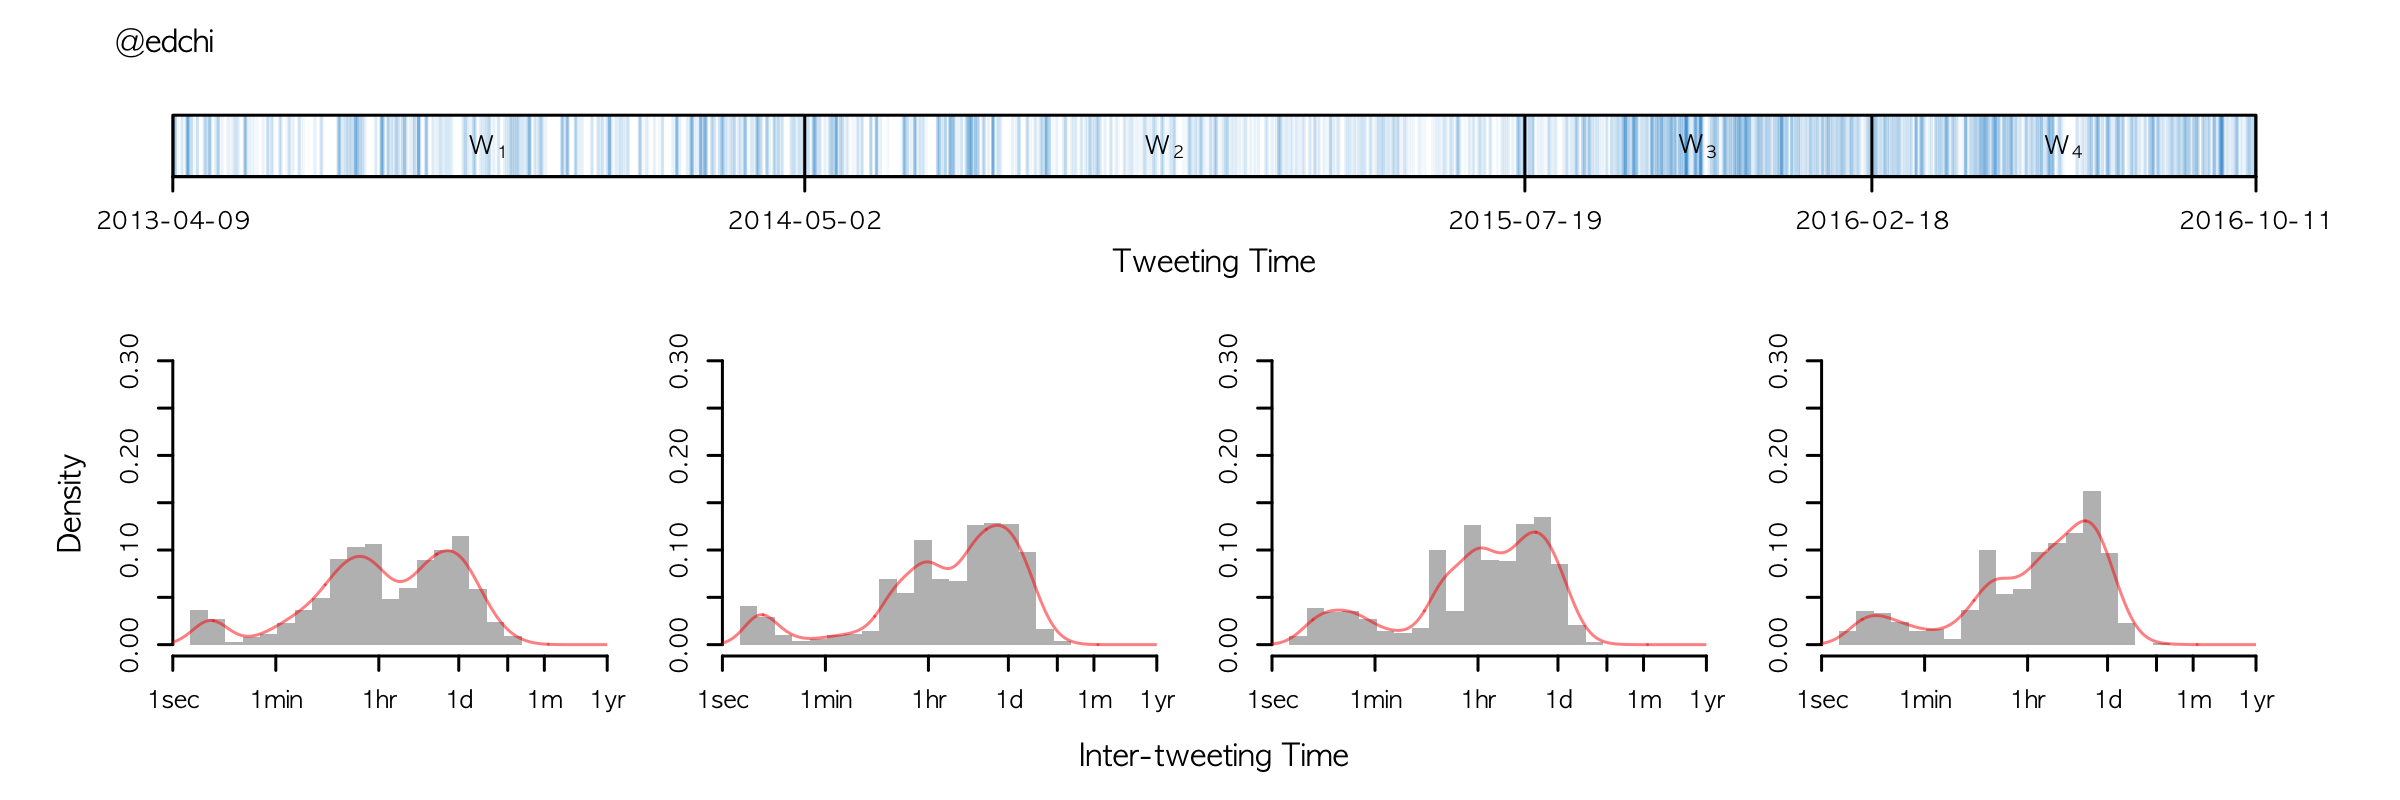 @edchi
W1 W2 W3 W4
2013-04-09 2014-05-02 2015-07-19 2016-02-18 2016-10-11
Tweeting Time
Density
0.00 0.10 0.20 0.30
1sec 1min 1hr 1d 1m 1yr
0.00 0.10 0.20 0.30
1sec 1min 1hr 1d 1m 1yr
0.00 0.10 0.20 0.30
1sec 1min 1hr 1d 1m 1yr
0.00 0.10 0.20 0.30
1sec 1min 1hr 1d 1m 1yr
Inter-tweeting Time